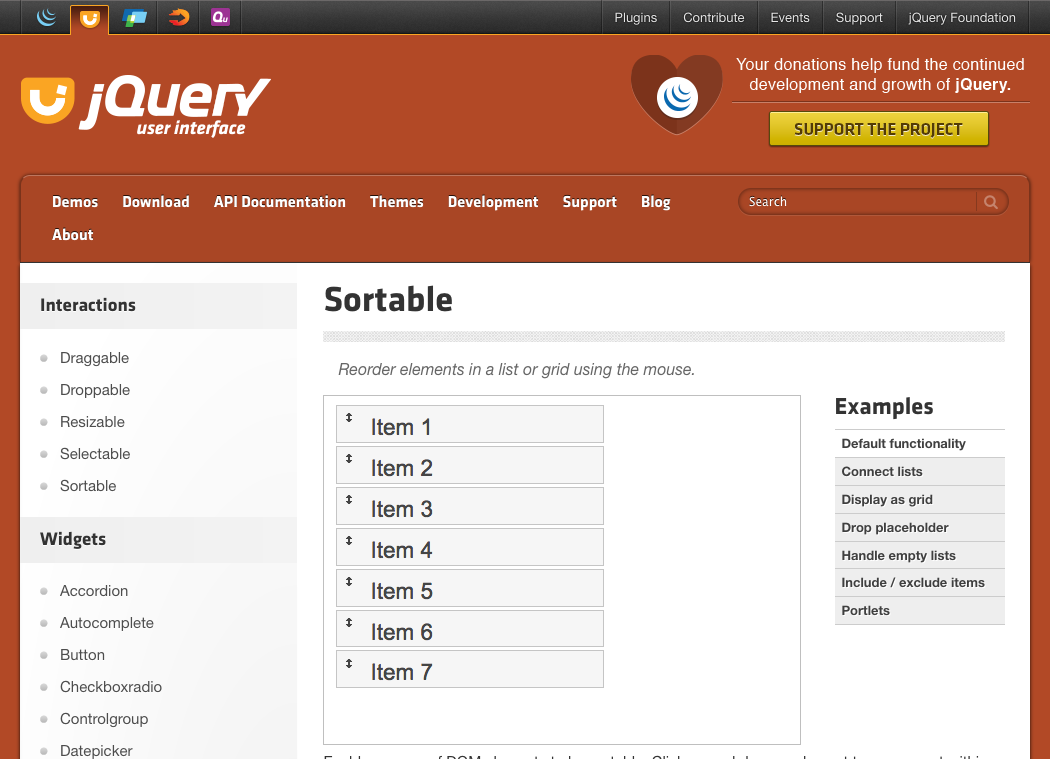 Plugins
Contribute
Events
Support
jQuery Foundation
jQuery
user interface
Your donations help fund the continued
development and growth of jQuery.
SUPPORT THE PROJECT
Demos
Download
API Documentation
Themes
Development
Support
Blog
About
Search
Interactions
Draggable
Droppable
Resizable
Selectable
Sortable
Widgets
Accordion
Autocomplete
Button
Checkboxradio
Controlgroup
Datepicker
Sortable
Reorder elements in a list or grid using the mouse.
Item 1
Item 2
Item 3
Item 4
Item 5
Item 6
Item 7
Examples
Default functionality
Connect lists
Display as grid
Drop placeholder
Handle empty lists
Include / exclude items
Portlets